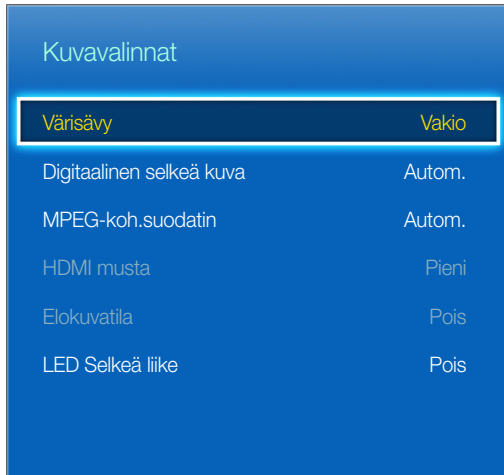 Kuvavalinnat
Värisävy Vakio
Digitaalinen selkeä kuva Autom.
MPEG-koh.suodatin Autom.
HDMI musta Pieni
Elokuvatila Pois
LED Selkeä liike Pois